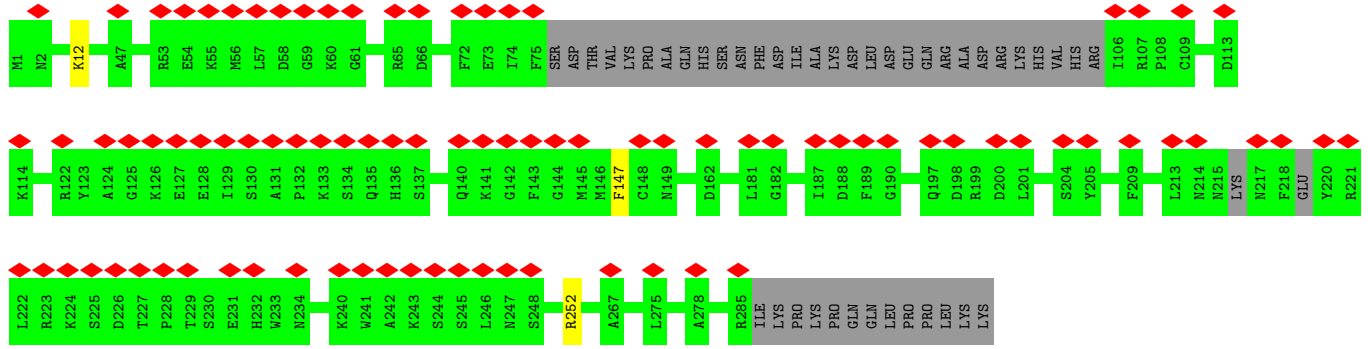 M1 N2 K12 A47 R53 E54 K55 M56 L57 D58 G59 K60 G61 R65 D66 F72 E73 I74 F75 SER ASP THR VAL LYS PRO ALA GLN HIS SER ASN PHE ASP ILE ALA LYS ASP LEU ASP GLU GLN ARG ALA ASP ARG LYS HIS VAL HIS ARG I106 R107 P108 C109 D113
K114 R122 Y123 A124 G125 K126 E127 E128 I129 S130 A131 P132 K133 S134 Q135 H136 S137 Q140 K141 G142 F143 G144 M145 M146 F147 C148 N149 D162 L181 G182 I187 D188 F189 G190 Q197 D198 R199 D200 L201 S204 Y205 F209 L213 N214 N215 LYS N217 F218 GLU Y220 R221
L222 R223 K224 S225 D226 T227 P228 T229 S230 E231 H232 W233 N234 K240 W241 A242 K243 S244 S245 L246 N247 S248 R252 A267 L275 A278 R285 ILE LYS PRO LYS PRO GLN GLN LEU PRO PRO LEU LYS LYS